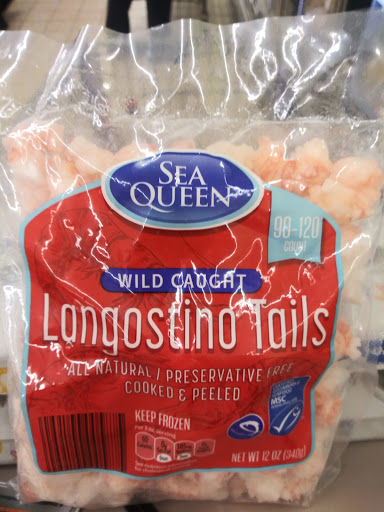 SEA
QUEEN
98-120
COUNT
WILD CAUGHT
Langostino Tails
ALL NATURAL / PRESERVATIVE FREE
COOKED & PEELED
KEEP FROZEN
MSC
NET WT 12 OZ (340g)